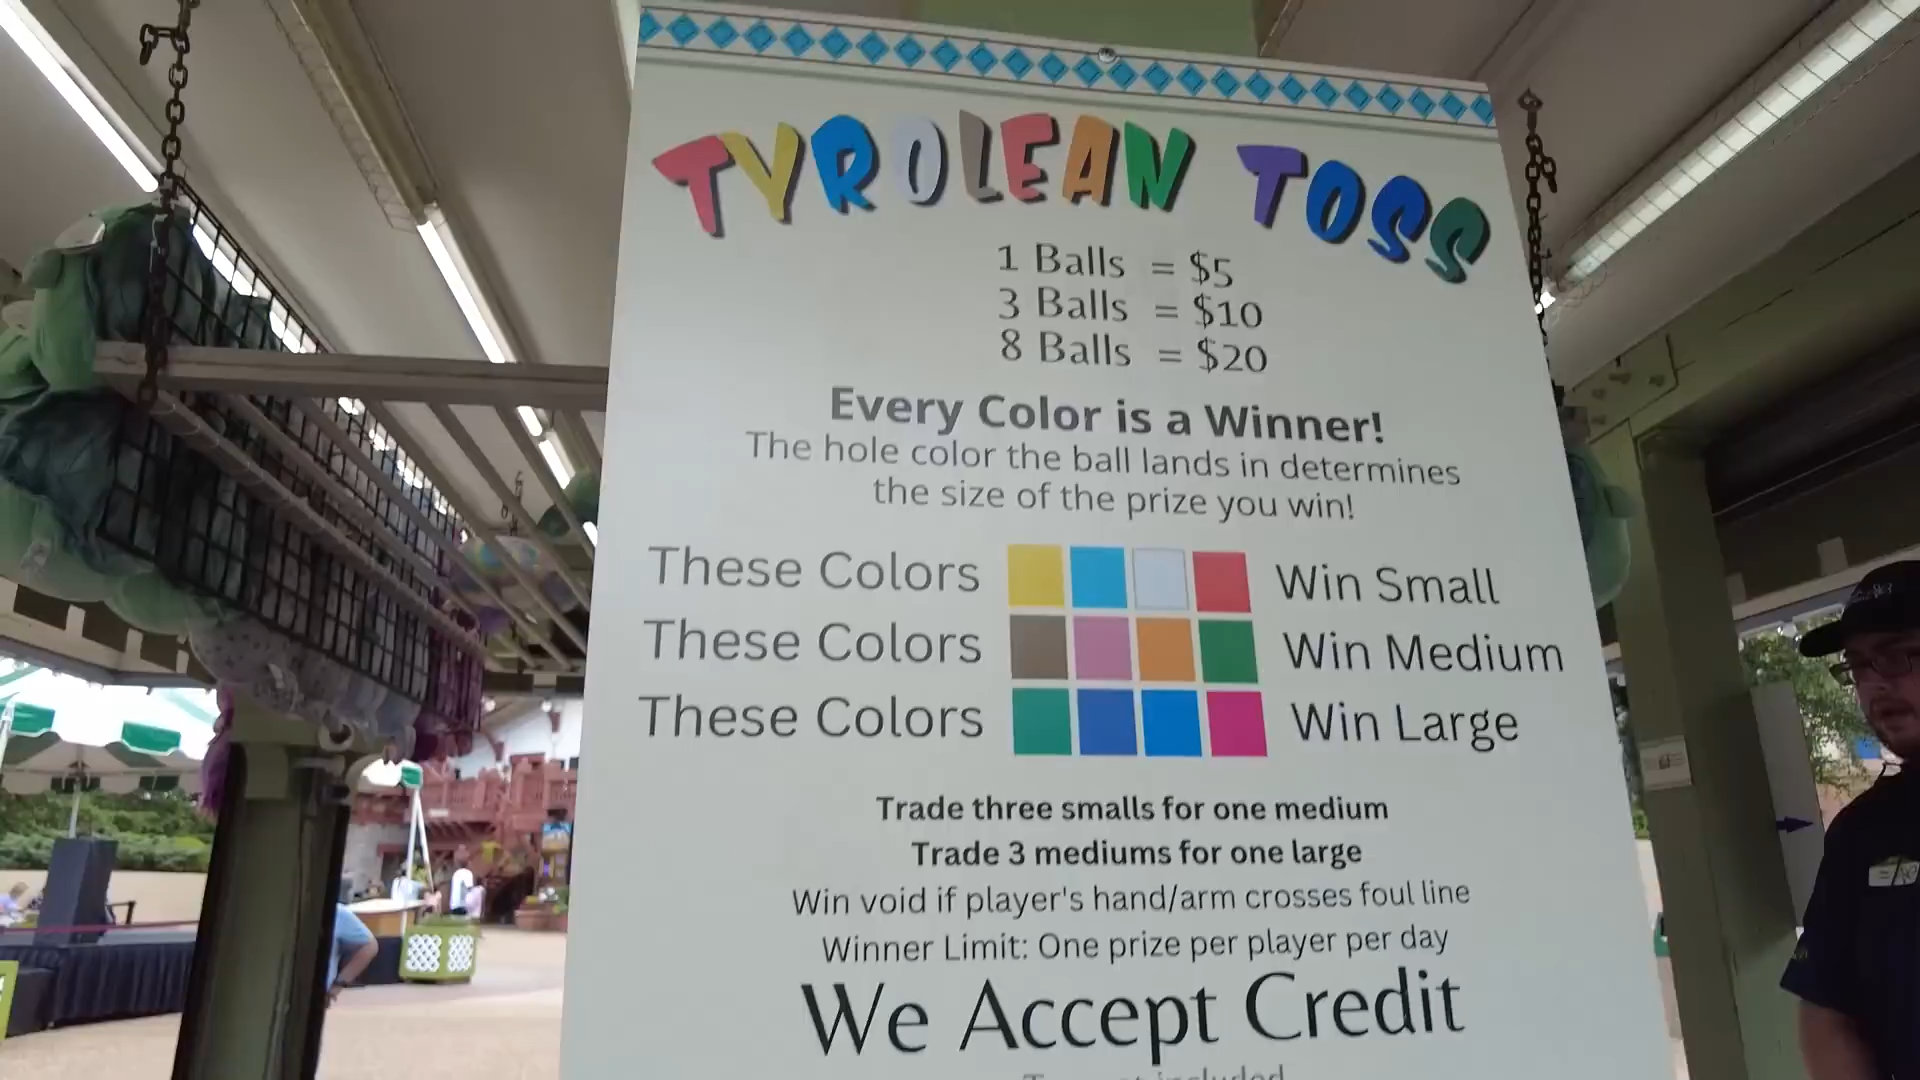 TYROLEAN TOSS
1 Balls = $5
3 Balls = $10
8 Balls = $20
Every Color is a Winner!
The hole color the ball lands in determines
the size of the prize you win!
These Colors Win Small
These Colors Win Medium
These Colors Win Large
Trade three smalls for one medium
Trade 3 mediums for one large
Win void if player's hand/arm crosses foul line
Winner Limit: One prize per player per day
We Accept Credit